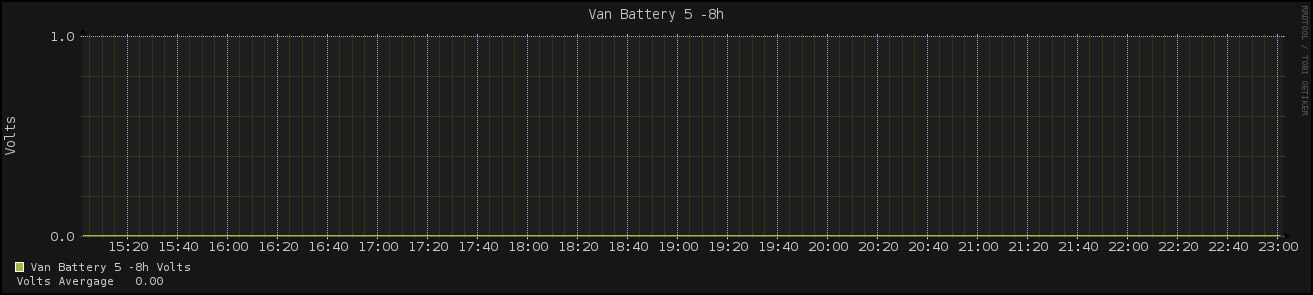 Van Battery 5 -8h
RRDTOOL / TOBI OETIKER
Volts
1.0
0.0
15:20 15:40 16:00 16:20 16:40 17:00 17:20 17:40 18:00 18:20 18:40 19:00 19:20 19:40 20:00 20:20 20:40 21:00 21:20 21:40 22:00 22:20 22:40 23:00
Van Battery 5 -8h Volts
Volts Avergage 0.00